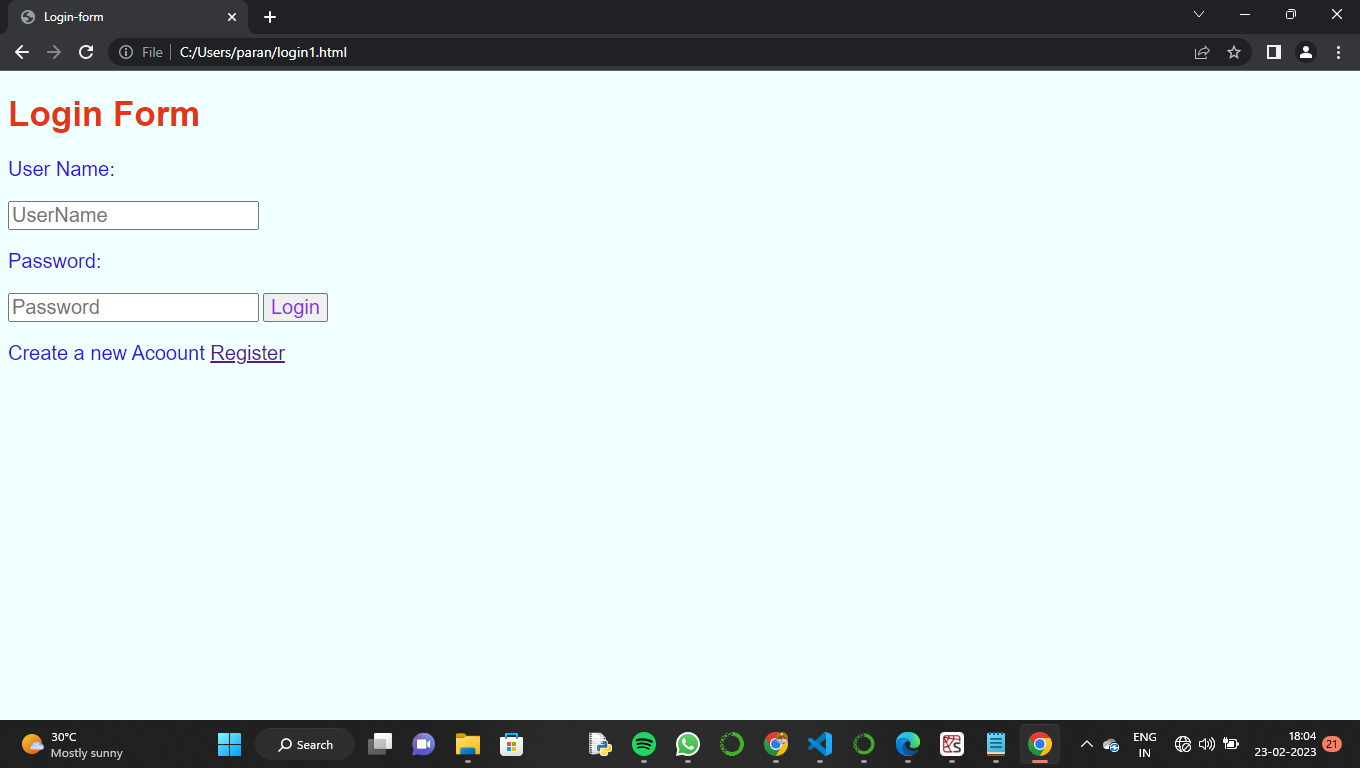 Login-form
File C:/Users/paran/login1.html
Login Form
User Name:
UserName
Password:
Password Login
Create a new Acoount Register
30°C
Mostly sunny
Search
ENG
IN
18:04
23-02-2023
21